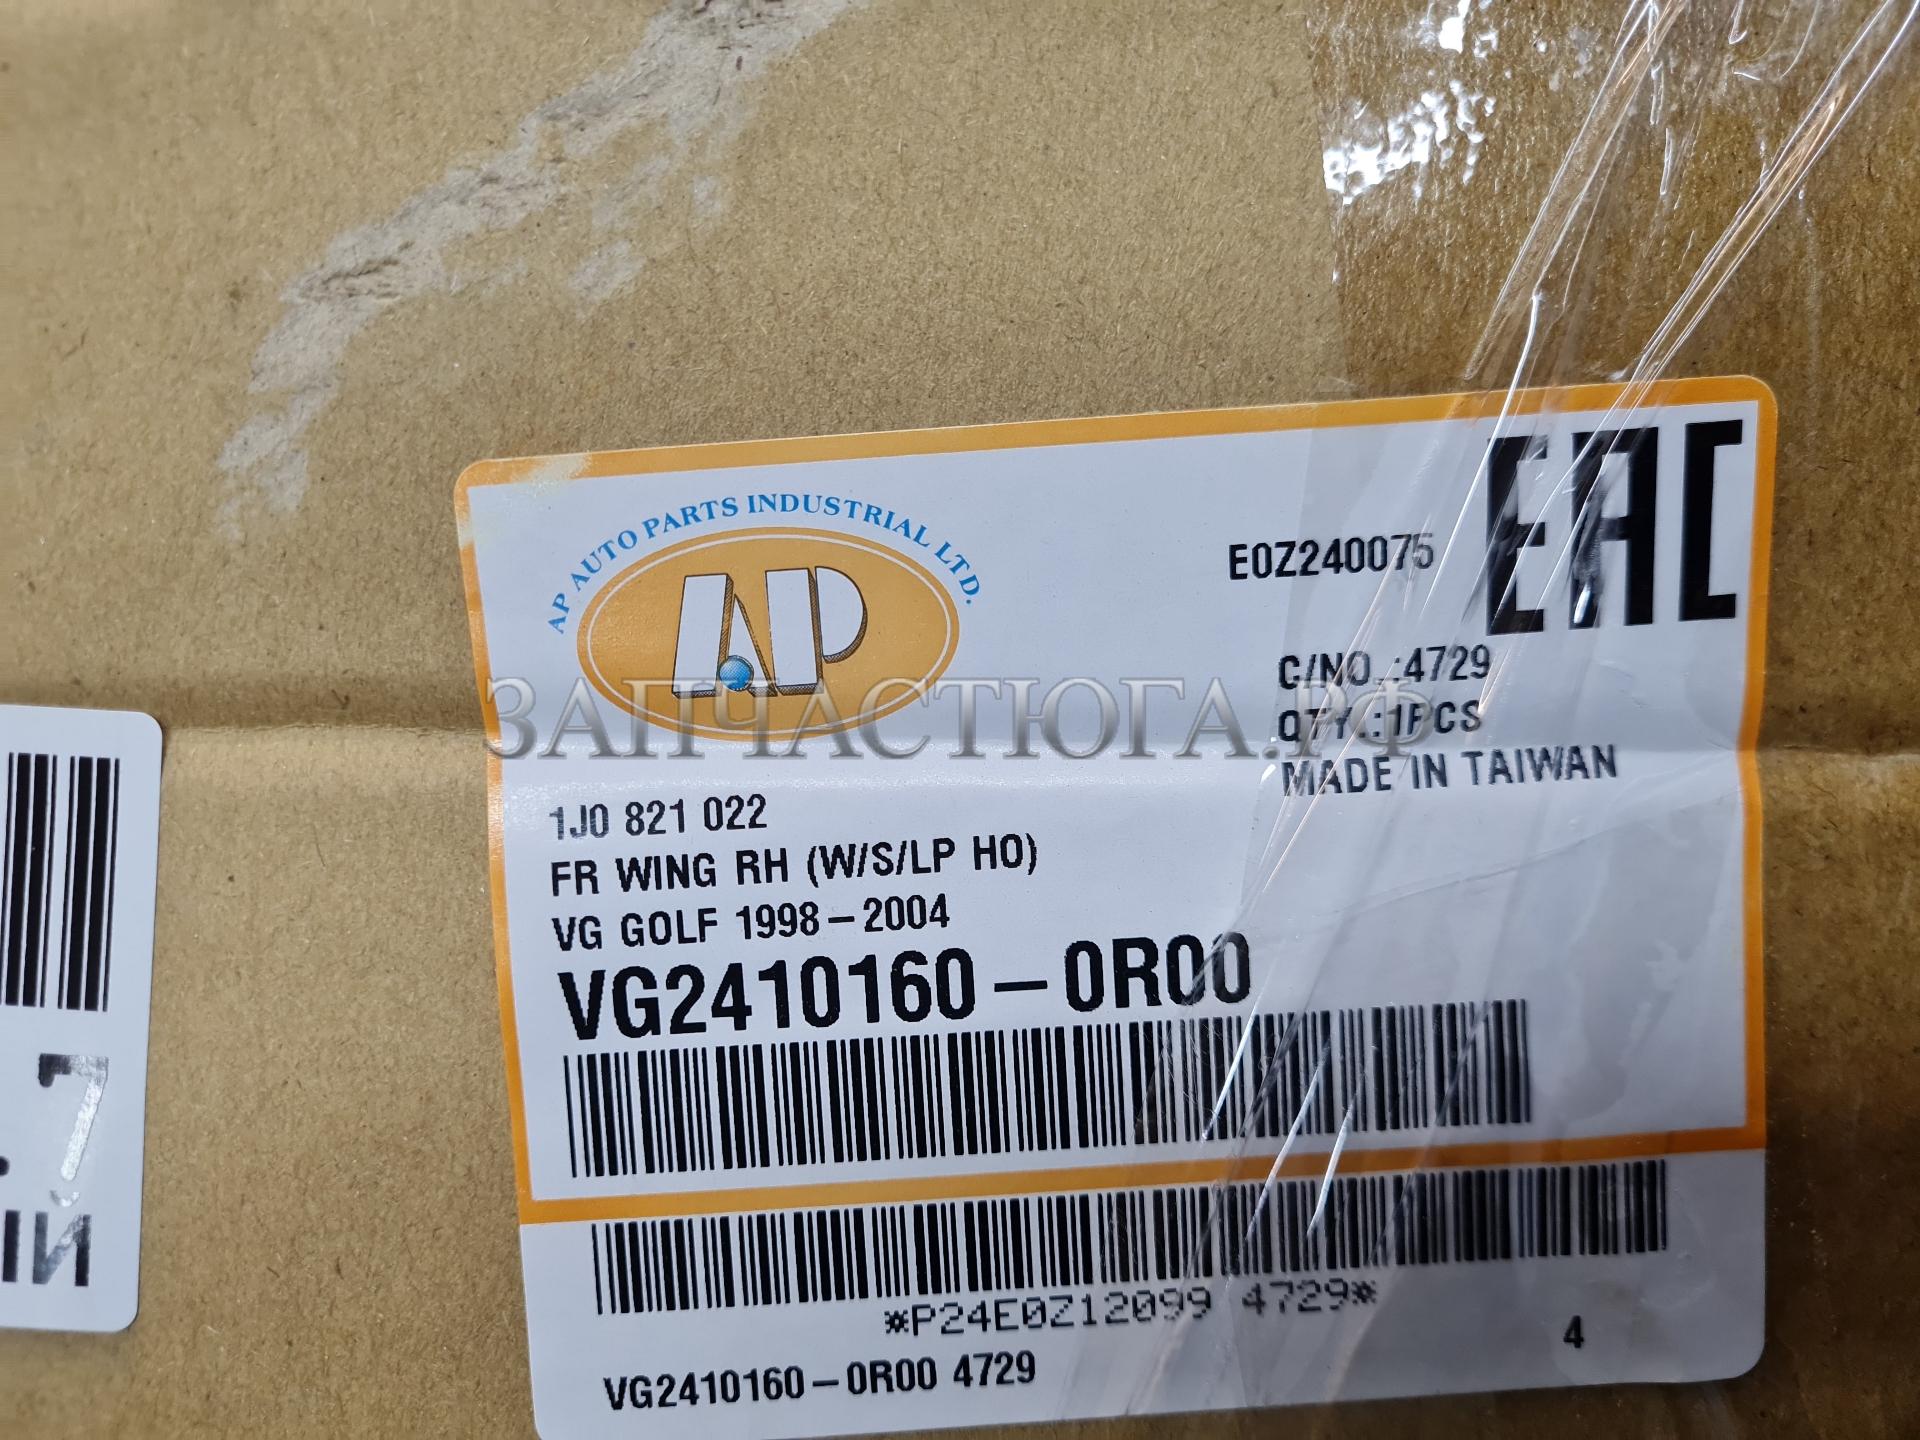 AP AUTO PARTS INDUSTRIAL LTD.
AP
E0Z240075
EAC
C/NO.:4729
QTY.:1PCS
MADE IN TAIWAN
ЗАПЧАСТЮГА.РФ
1J0 821 022
FR WING RH (W/S/LP HO)
VG GOLF 1998-2004
VG2410160-0R00
*P24E0Z12099 4729*
VG2410160-0R00 4729
4